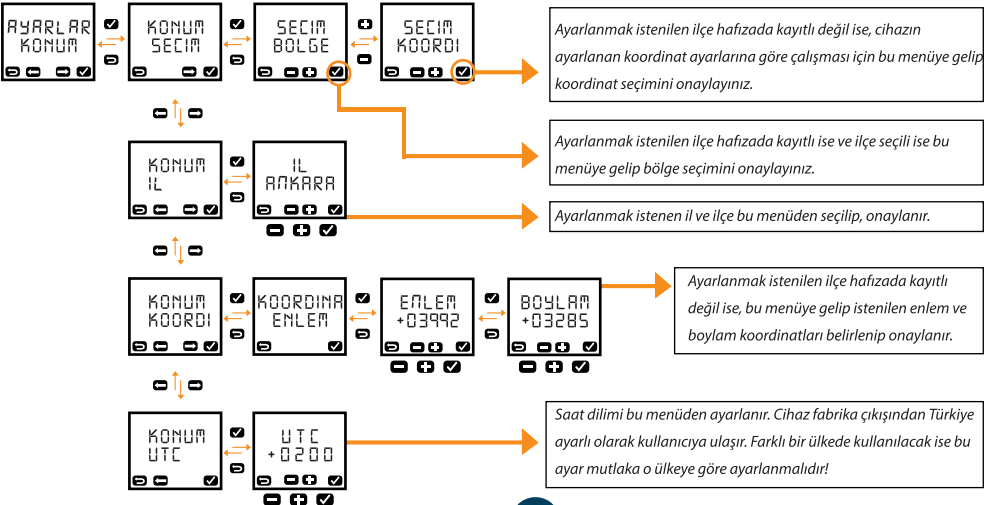 AYARLAR
KONUM
KONUM
SECIM
SECIM
BOLGE
SECIM
KOORDI
Ayarlanmak istenilen ilçe hafızada kayıtlı değil ise, cihazın
ayarlanan koordinat ayarlarına göre çalışması için bu menüye gelip
koordinat seçimini onaylayınız.
Ayarlanmak istenilen ilçe hafızada kayıtlı ise ve ilçe seçili ise bu
menüye gelip bölge seçimini onaylayınız.
KONUM
IL
IL
ANKARA
Ayarlanmak istenen il ve ilçe bu menüden seçilip, onaylanır.
KONUM
KOORDI
KOORDINA
ENLEM
ENLEM
+03992
BOYLAM
+03285
Ayarlanmak istenilen ilçe hafızada kayıtlı
değil ise, bu menüye gelip istenilen enlem ve
boylam koordinatları belirlenip onaylanır.
KONUM
UTC
UTC
+0200
Saat dilimi bu menüden ayarlanır. Cihaz fabrika çıkışından Türkiye
ayarlı olarak kullanıcıya ulaşır. Farklı bir ülkede kullanılacak ise bu
ayar mutlaka o ülkeye göre ayarlanmalıdır!